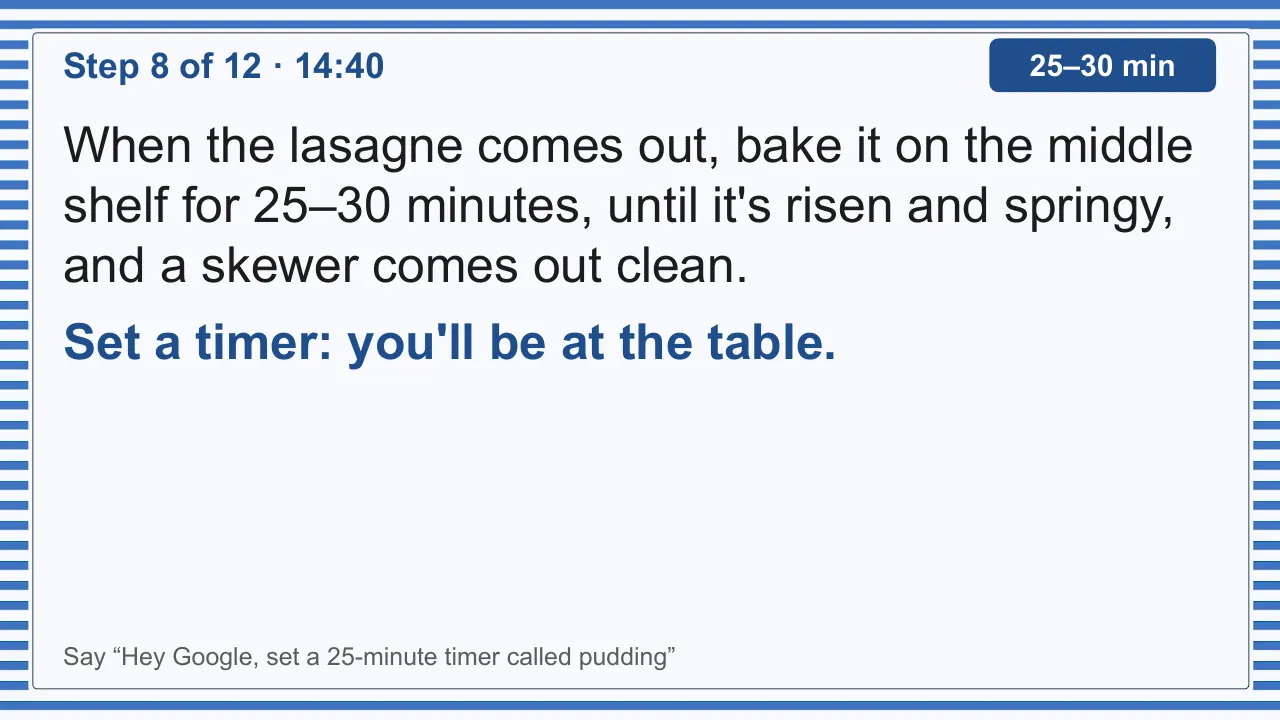 Step 8 of 12 · 14:40
25–30 min
When the lasagne comes out, bake it on the middle
shelf for 25–30 minutes, until it's risen and springy,
and a skewer comes out clean.
Set a timer: you'll be at the table.
Say “Hey Google, set a 25-minute timer called pudding”